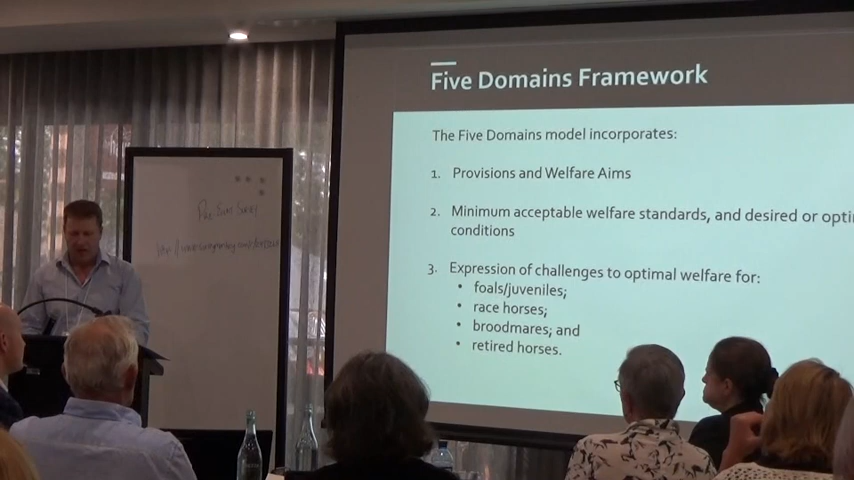 Five Domains Framework
The Five Domains model incorporates:
1. Provisions and Welfare Aims
2. Minimum acceptable welfare standards, and desired or
conditions
3. Expression of challenges to optimal welfare for:
• foals/juveniles;
• race horses;
• broodmares; and
• retired horses.